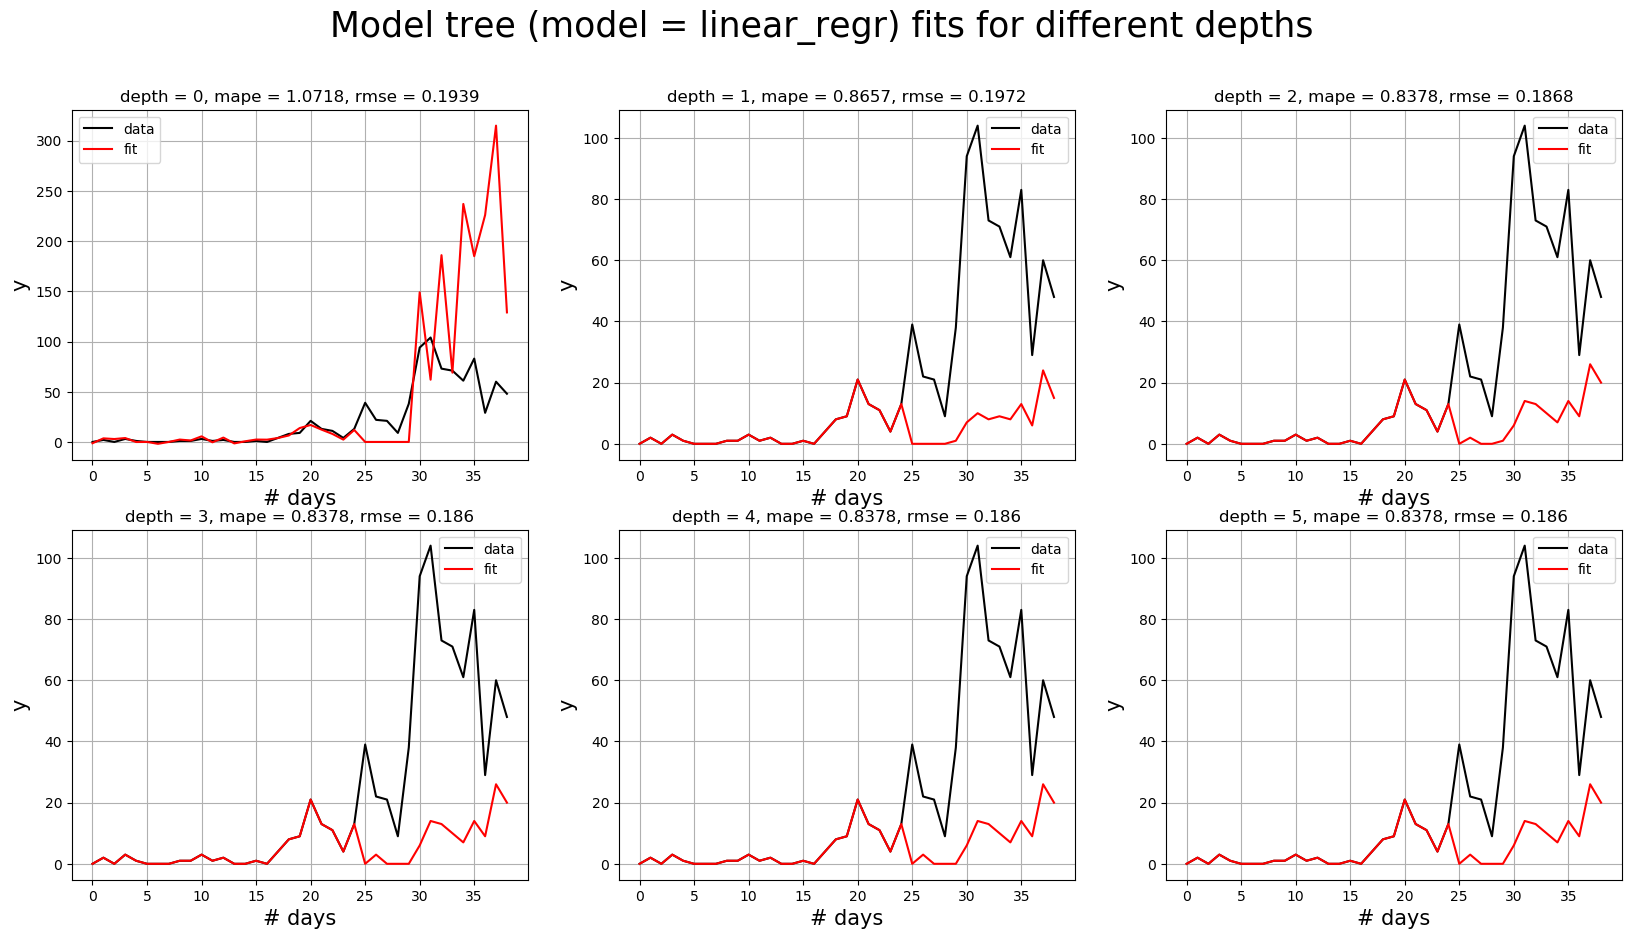 Model tree (model = linear_regr) fits for different depths
depth = 0, mape = 1.0718, rmse = 0.1939
data
fit
300
250
200
150
100
50
0
y
0 5 10 15 20 25 30 35
# days
depth = 1, mape = 0.8657, rmse = 0.1972
data
fit
100
80
60
40
20
0
y
0 5 10 15 20 25 30 35
# days
depth = 2, mape = 0.8378, rmse = 0.1868
data
fit
100
80
60
40
20
0
y
0 5 10 15 20 25 30 35
# days
depth = 3, mape = 0.8378, rmse = 0.186
data
fit
100
80
60
40
20
0
y
0 5 10 15 20 25 30 35
# days
depth = 4, mape = 0.8378, rmse = 0.186
data
fit
100
80
60
40
20
0
y
0 5 10 15 20 25 30 35
# days
depth = 5, mape = 0.8378, rmse = 0.186
data
fit
100
80
60
40
20
0
y
0 5 10 15 20 25 30 35
# days